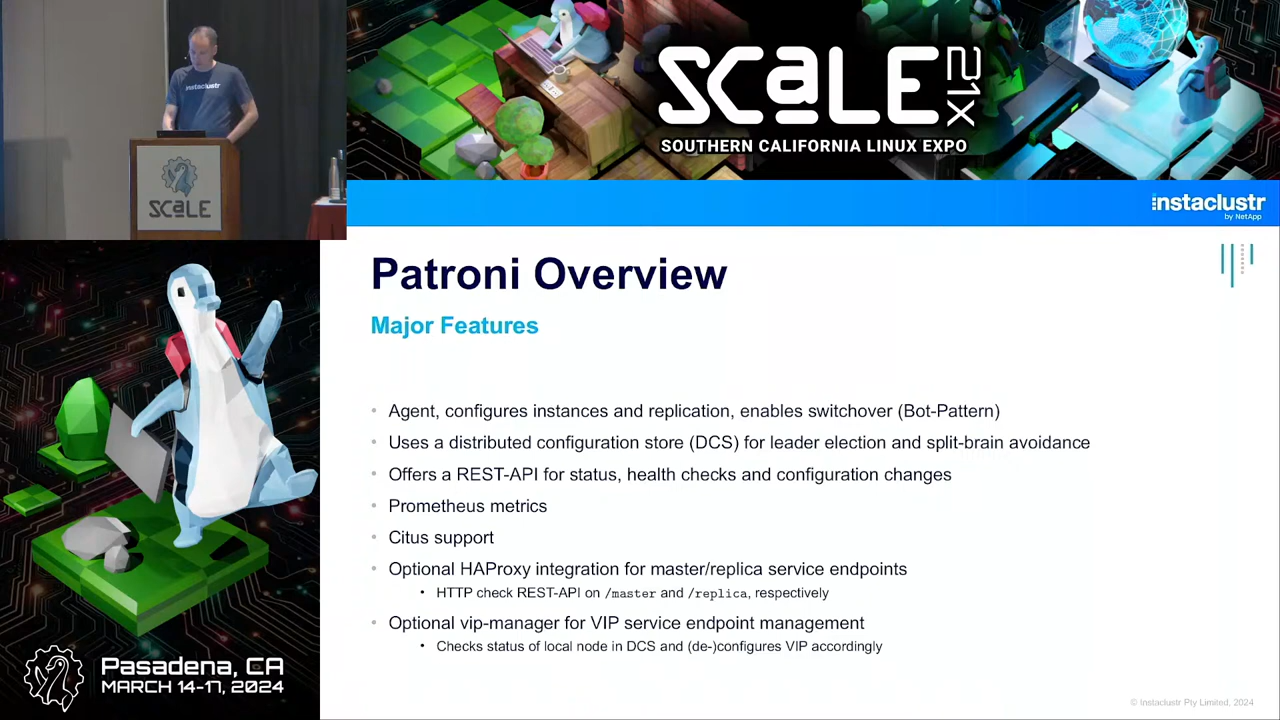 instaclustr
SCaLE
SCaLE 21X
SOUTHERN CALIFORNIA LINUX EXPO
instaclustr
by NetApp
Patroni Overview
Major Features
• Agent, configures instances and replication, enables switchover (Bot-Pattern)
• Uses a distributed configuration store (DCS) for leader election and split-brain avoidance
• Offers a REST-API for status, health checks and configuration changes
• Prometheus metrics
• Citus support
• Optional HAProxy integration for master/replica service endpoints
• HTTP check REST-API on /master and /replica, respectively
• Optional vip-manager for VIP service endpoint management
• Checks status of local node in DCS and (de-)configures VIP accordingly
Pasadena, CA
MARCH 14-17, 2024
© Instaclustr Pty Limited, 2024